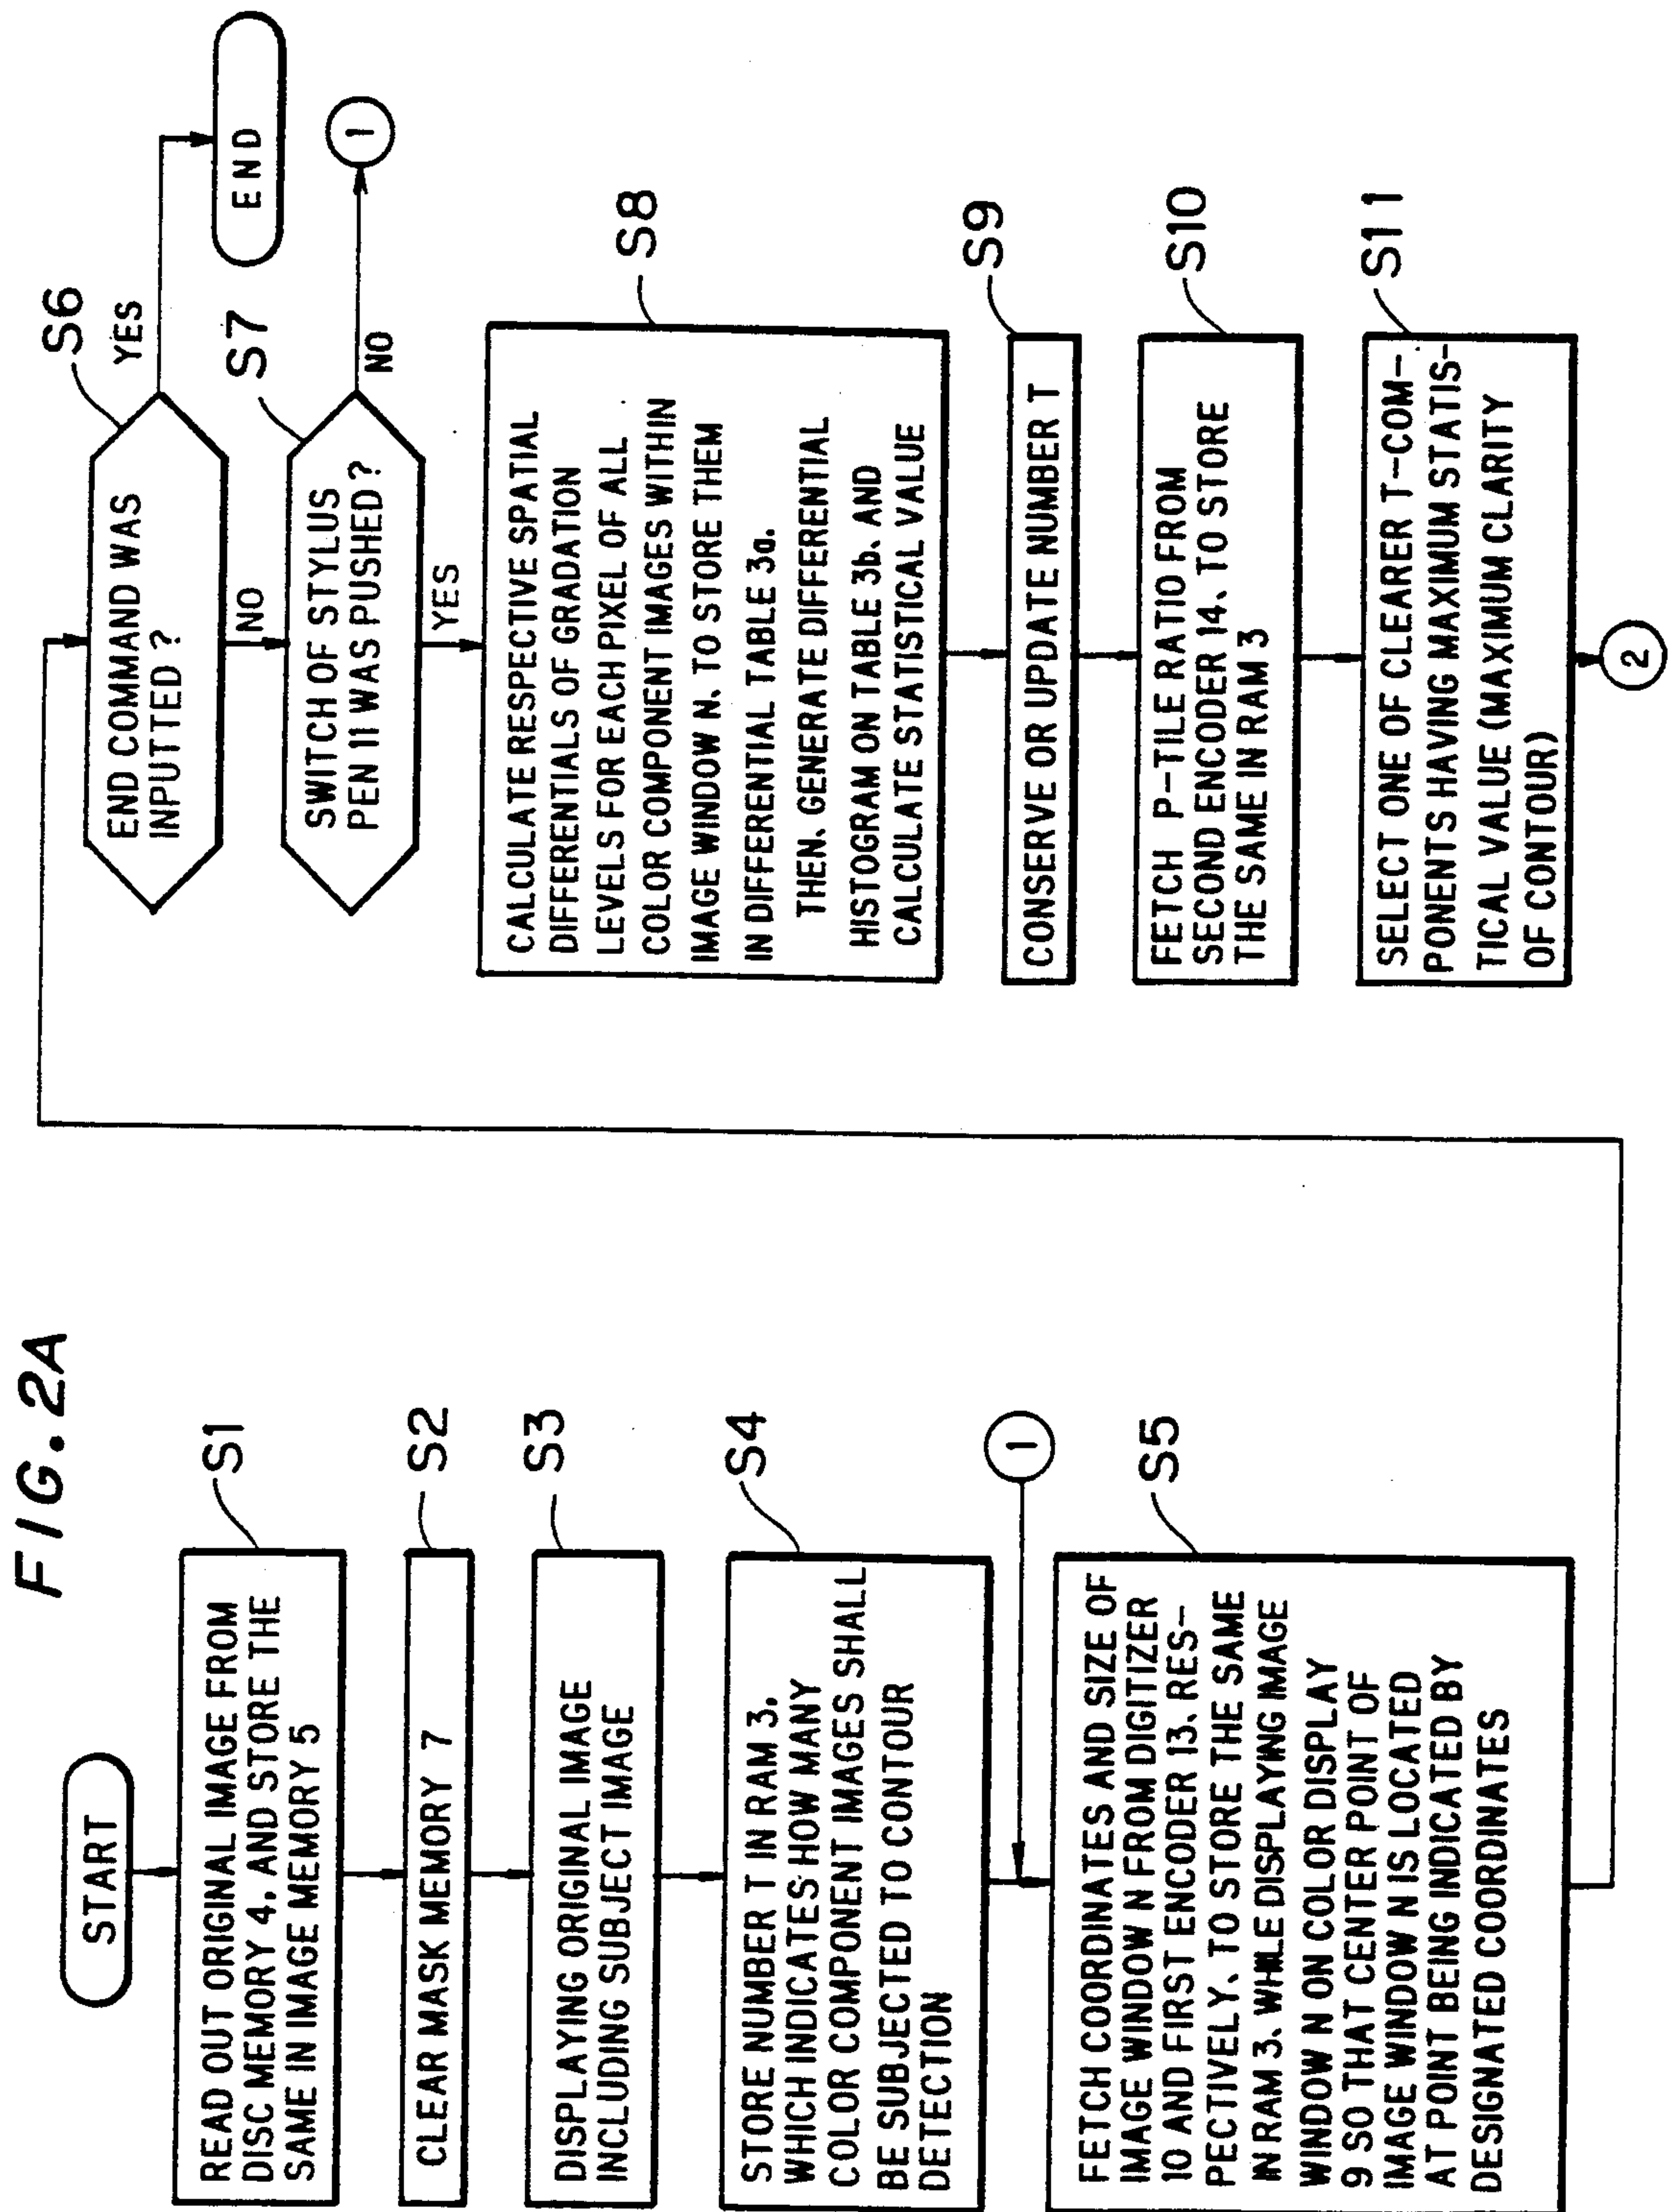 FIG. 2A
START
S1
READ OUT ORIGINAL IMAGE FROM
DISC MEMORY 4, AND STORE THE
SAME IN IMAGE MEMORY 5
S2
CLEAR MASK MEMORY 7
S3
DISPLAYING ORIGINAL IMAGE
INCLUDING SUBJECT IMAGE
S4
STORE NUMBER T IN RAM 3,
WHICH INDICATES HOW MANY
COLOR COMPONENT IMAGES SHALL
BE SUBJECTED TO CONTOUR
DETECTION
1
S5
FETCH COORDINATES AND SIZE OF
IMAGE WINDOW N FROM DIGITIZER
10 AND FIRST ENCODER 13, RES-
PECTIVELY, TO STORE THE SAME
IN RAM 3, WHILE DISPLAYING IMAGE
WINDOW N ON COLOR DISPLAY
9 SO THAT CENTER POINT OF
IMAGE WINDOW N IS LOCATED
AT POINT BEING INDICATED BY
DESIGNATED COORDINATES
S6
END COMMAND WAS
INPUTTED ?
YES
END
NO
S7
SWITCH OF STYLUS
PEN 11 WAS PUSHED ?
NO
1
YES
S8
CALCULATE RESPECTIVE SPATIAL
DIFFERENTIALS OF GRADATION
LEVELS FOR EACH PIXEL OF ALL
COLOR COMPONENT IMAGES WITHIN
IMAGE WINDOW N, TO STORE THEM
IN DIFFERENTIAL TABLE 3a.
THEN, GENERATE DIFFERENTIAL
HISTOGRAM ON TABLE 3b, AND
CALCULATE STATISTICAL VALUE
S9
CONSERVE OR UPDATE NUMBER T
S10
FETCH P-TILE RATIO FROM
SECOND ENCODER 14, TO STORE
THE SAME IN RAM 3
S11
SELECT ONE OF CLEARER T-COM-
PONENTS HAVING MAXIMUM STATIS-
TICAL VALUE (MAXIMUM CLARITY
OF CONTOUR)
2